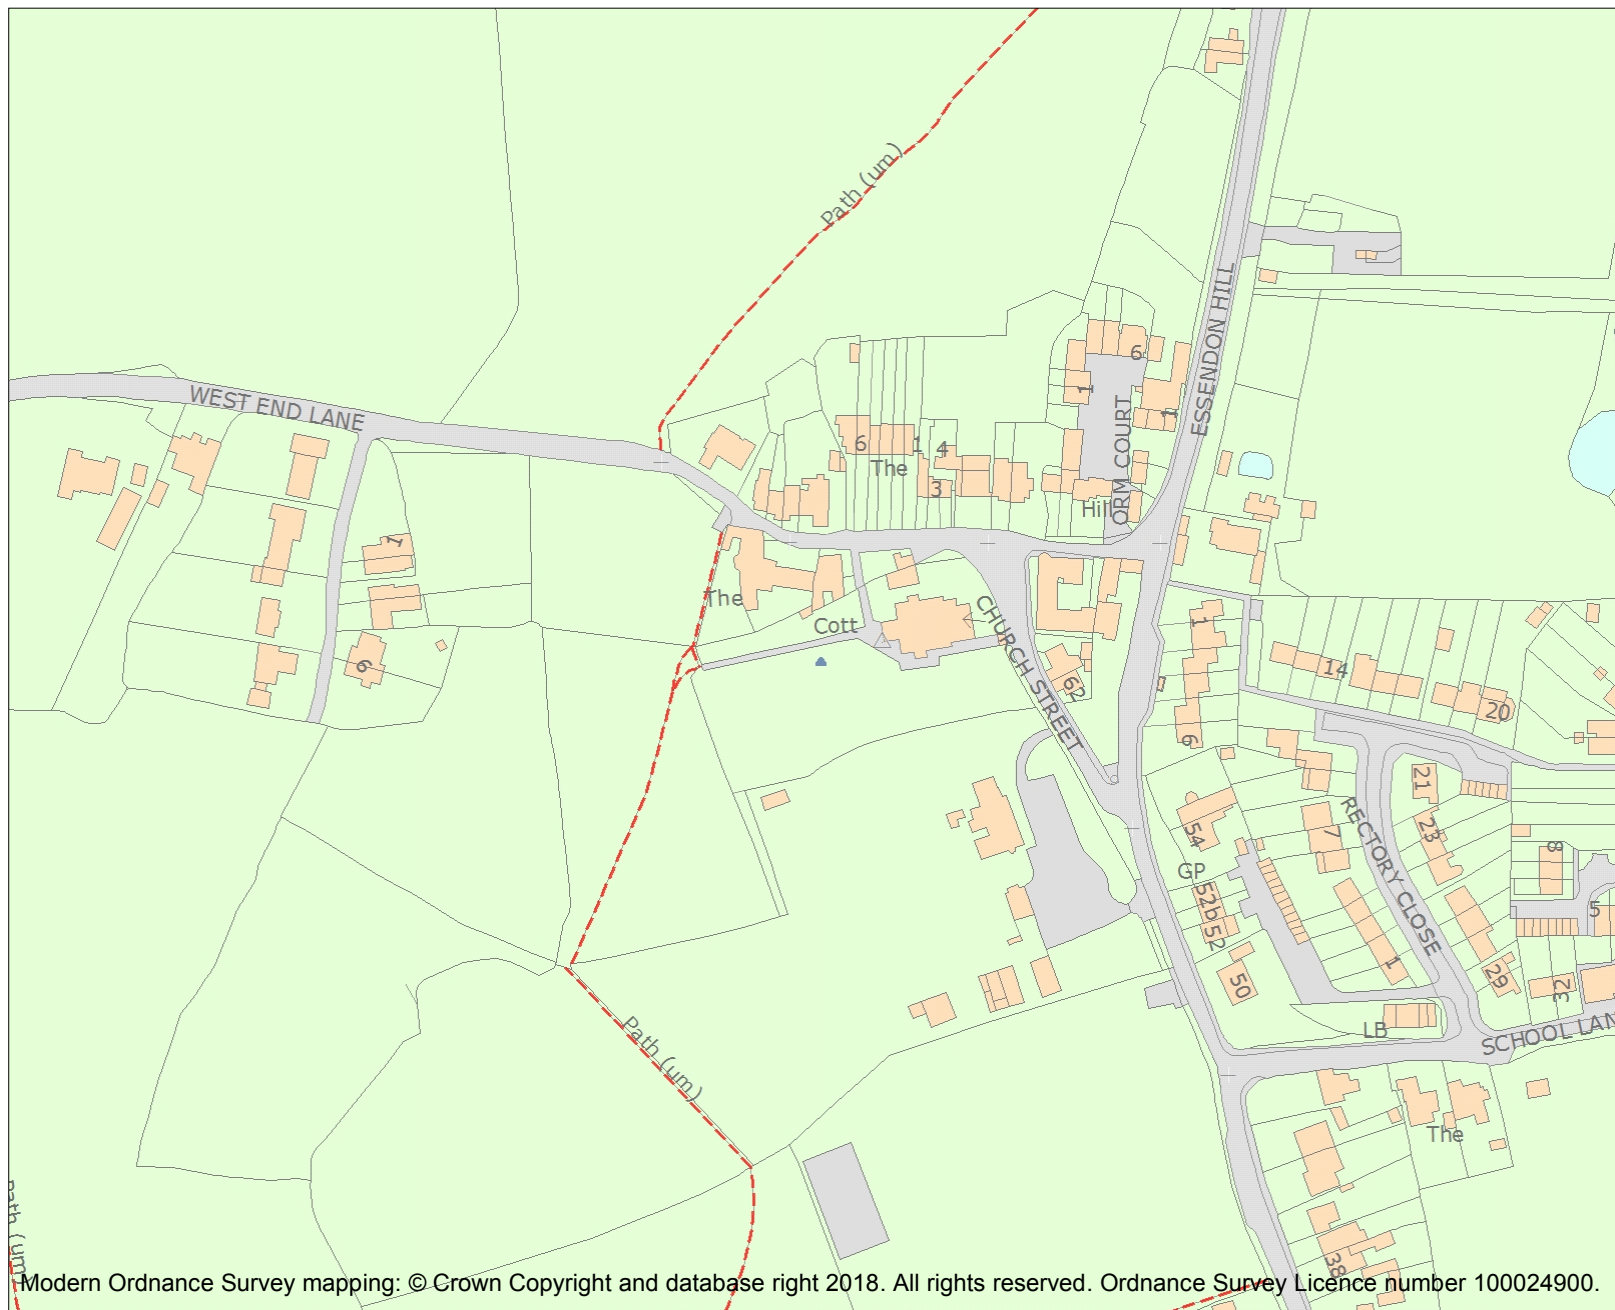 Path (um)
WEST END LANE
ESSENDON HILL
6
1
1
ORM COURT
Hill
6
The
1
4
3
1
6
The
Cott
CHURCH STREET
62
1
6
14
20
21
23
RECTORY CLOSE
7
54
GP
52b
52
50
1
29
32
8
5
LB
SCHOOL LAN
The
38
Path (um)
Path (um)
Modern Ordnance Survey mapping: © Crown Copyright and database right 2018. All rights reserved. Ordnance Survey Licence number 100024900.